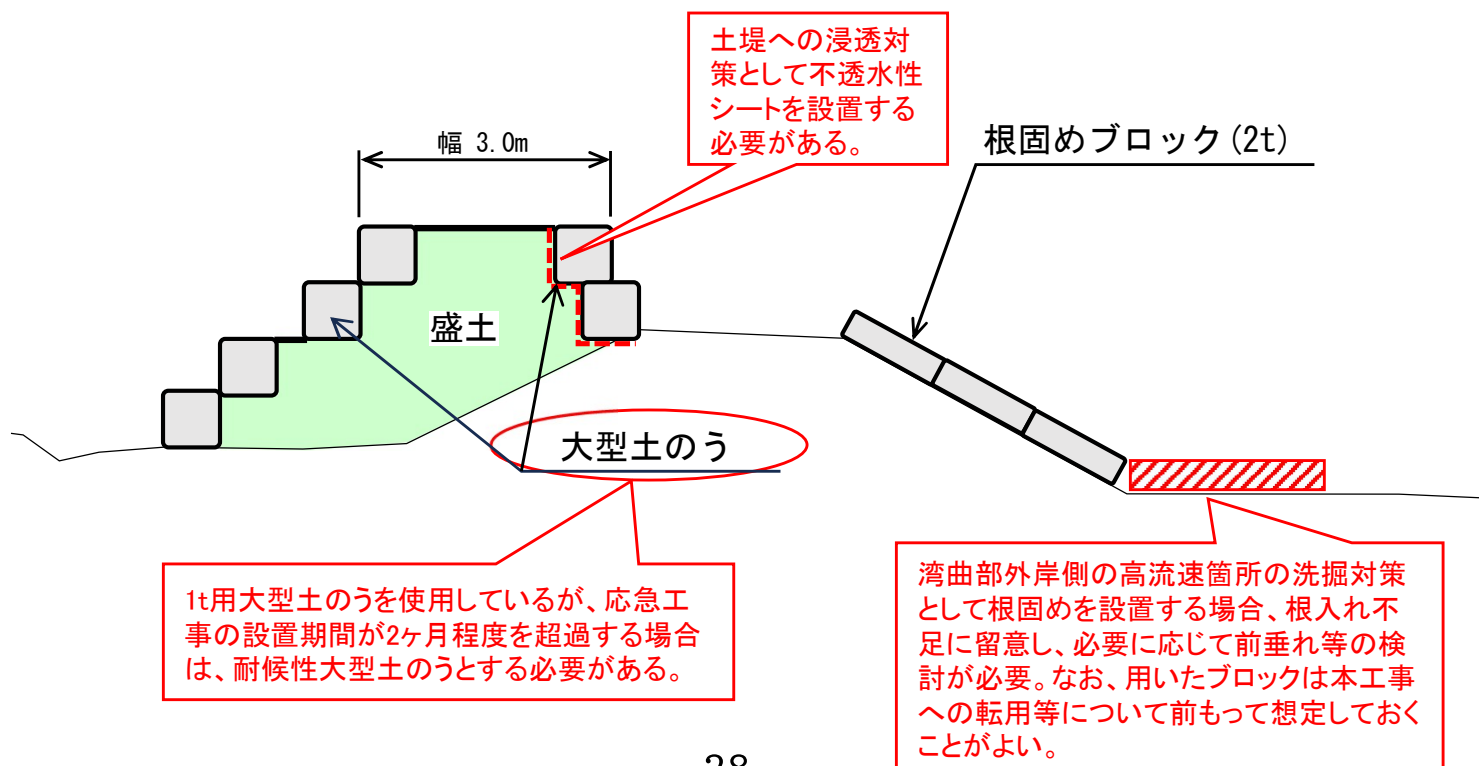 土堤への浸透対
策として不透水性
シートを設置する
必要がある。
幅 3.0m
根固めブロック(2t)
盛土
大型土のう
1t用大型土のうを使用しているが、応急工
事の設置期間が2ヶ月程度を超過する場合
は、耐候性大型土のうとする必要がある。
湾曲部外岸側の高流速箇所の洗掘対策
として根固めを設置する場合、根入れ不
足に留意し、必要に応じて前垂れ等の検
討が必要。なお、用いたブロックは本工事
への転用等について前もって想定しておく
ことがよい。
28